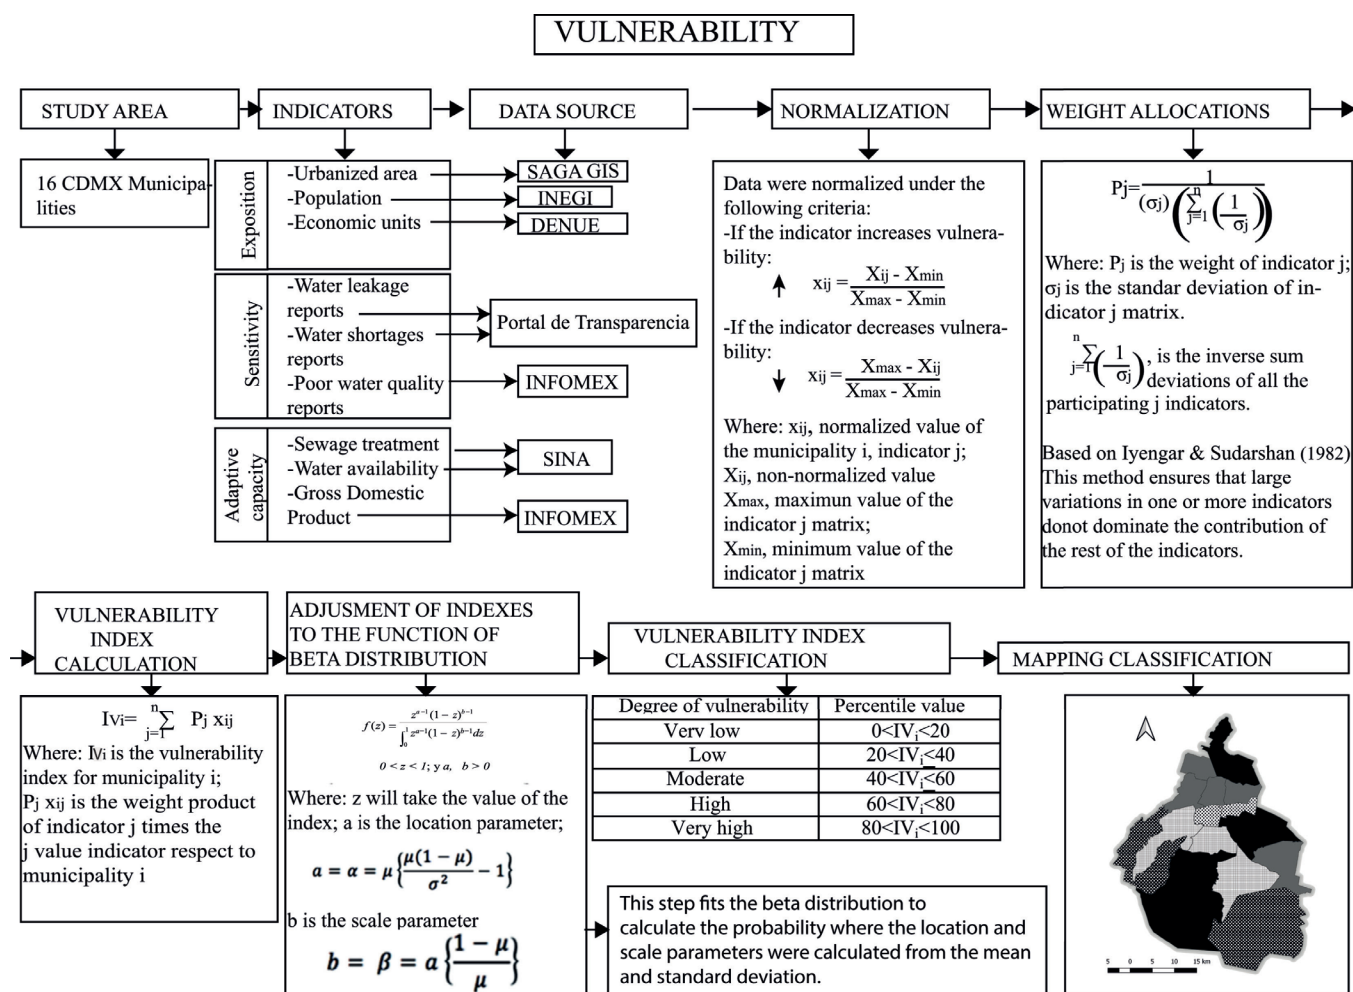 VULNERABILITY
STUDY AREA
INDICATORS
DATA SOURCE
NORMALIZATION
WEIGHT ALLOCATIONS
16 CDMX Municipa-
lities
Exposition
-Urbanized area
-Population
-Economic units
SAGA GIS
INEGI
DENUE
Sensitivity
-Water leakage
reports
-Water shortages
reports
-Poor water quality
reports
Portal de Transparencia
INFOMEX
Adaptive
capacity
-Sewage treatment
-Water availability
-Gross Domestic
Product
SINA
INFOMEX
Data were normalized under the
following criteria:
-If the indicator increases vulnera-
bility:
xij = (Xij - Xmin) / (Xmax - Xmin)
-If the indicator decreases vulnera-
bility:
xij = (Xmax - Xij) / (Xmax - Xmin)
Where: xij, normalized value of
the municipality i, indicator j;
Xij, non-normalized value
Xmax, maximun value of the
indicator j matrix;
Xmin, minimum value of the
indicator j matrix
Pj= 1 / (σj) (n Σ j=1 (1 / σj))
Where: Pj is the weight of indicator j;
σj is the standar deviation of in-
dicator j matrix.
n Σ j=1 (1 / σj), is the inverse sum
deviations of all the
participating j indicators.
Based on Iyengar & Sudarshan (1982)
This method ensures that large
variations in one or more indicators
donot dominate the contribution of
the rest of the indicators.
VULNERABILITY
INDEX
CALCULATION
IVi= n Σ j=1 Pj xij
Where: IVi is the vulnerability
index for municipality i;
Pj xij is the weight product
of indicator j times the
j value indicator respect to
municipality i
ADJUSMENT OF INDEXES
TO THE FUNCTION OF
BETA DISTRIBUTION
f(z) = z^{a-1}(1 - z)^{b-1} / ∫_0^1 z^{a-1}(1 - z)^{b-1} dz
0 < z < 1; y a, b > 0
Where: z will take the value of the
index; a is the location parameter;
a = α = μ {μ(1 − μ) / σ² − 1}
b is the scale parameter
b = β = a {1 − μ / μ}
VULNERABILITY INDEX
CLASSIFICATION
Degree of vulnerability Percentile value
Very low 0<IVi<20
Low 20<IVi≤40
Moderate 40<IVi≤60
High 60<IVi<80
Very high 80<IVi<100
This step fits the beta distribution to
calculate the probability where the location and
scale parameters were calculated from the mean
and standard deviation.
MAPPING CLASSIFICATION
5 0 5 10 15 km